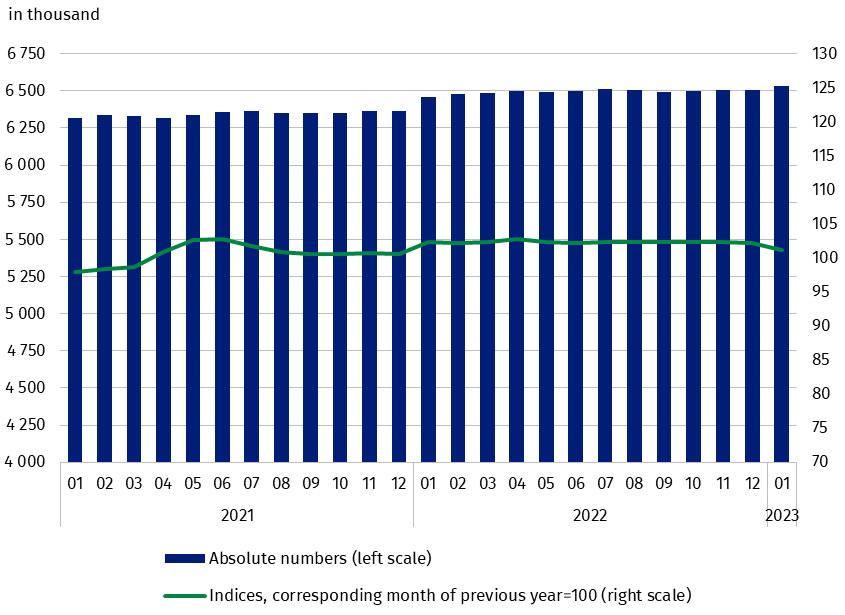 in thousand
6 750 130
6 500 125
6 250 120
6 000 115
5 750 110
5 500 105
5 250 100
5 000 95
4 750 90
4 500 85
4 250 80
4 000 75
70
01 02 03 04 05 06 07 08 09 10 11 12 01 02 03 04 05 06 07 08 09 10 11 12 01
2021 2022 2023
Absolute numbers (left scale)
Indices, corresponding month of previous year=100 (right scale)